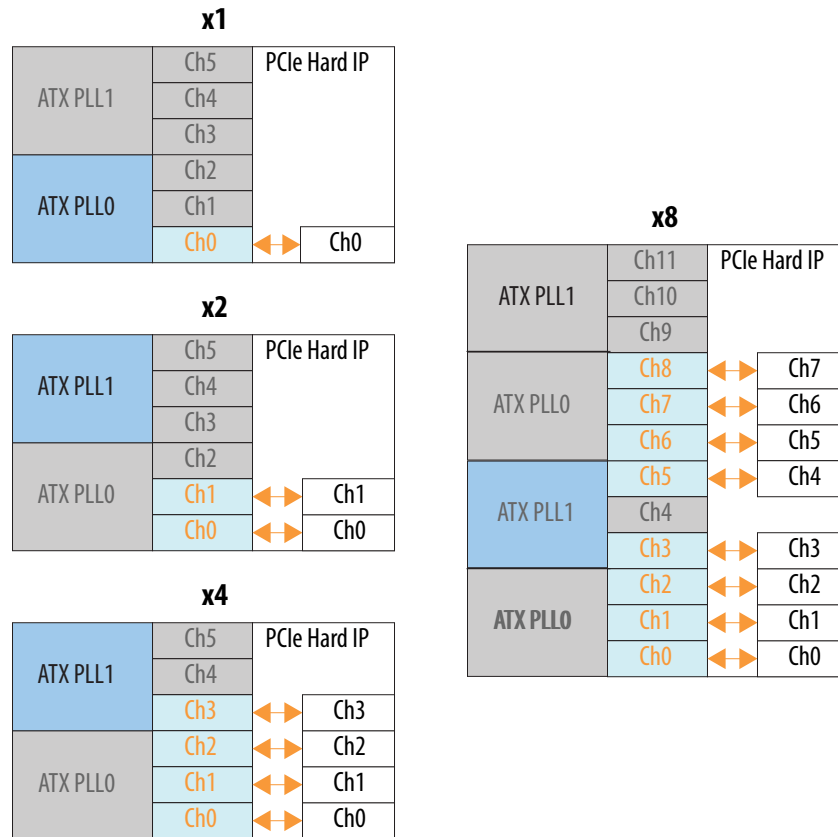 x1
Ch5 PCIe Hard IP
ATX PLL1 Ch4
Ch3
Ch2
ATX PLL0 Ch1
Ch0 Ch0
x2
Ch5 PCIe Hard IP
ATX PLL1 Ch4
Ch3
Ch2
ATX PLL0 Ch1 Ch1
Ch0 Ch0
x4
Ch5 PCIe Hard IP
ATX PLL1 Ch4
Ch3 Ch3
Ch2 Ch2
ATX PLL0 Ch1 Ch1
Ch0 Ch0
x8
Ch11 PCIe Hard IP
ATX PLL1 Ch10
Ch9
Ch8 Ch7
ATX PLL0 Ch7 Ch6
Ch6 Ch5
Ch5 Ch4
ATX PLL1 Ch4
Ch3 Ch3
Ch2 Ch2
ATX PLL0 Ch1 Ch1
Ch0 Ch0